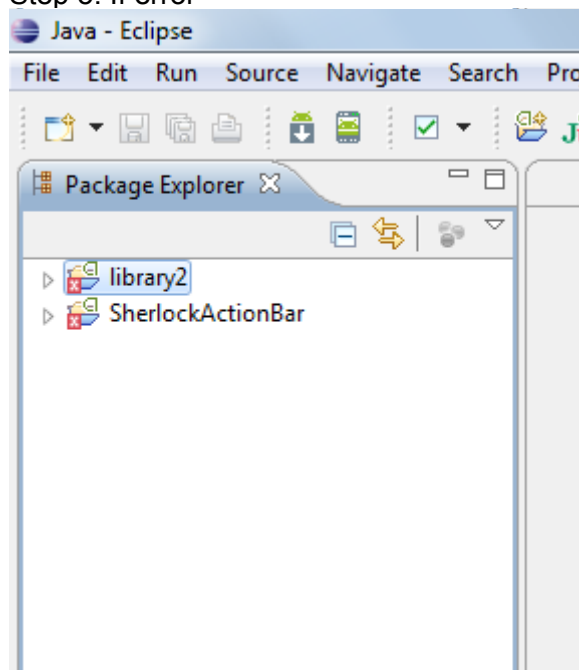 Java - Eclipse
File Edit Run Source Navigate Search
Package Explorer
library2
SherlockActionBar